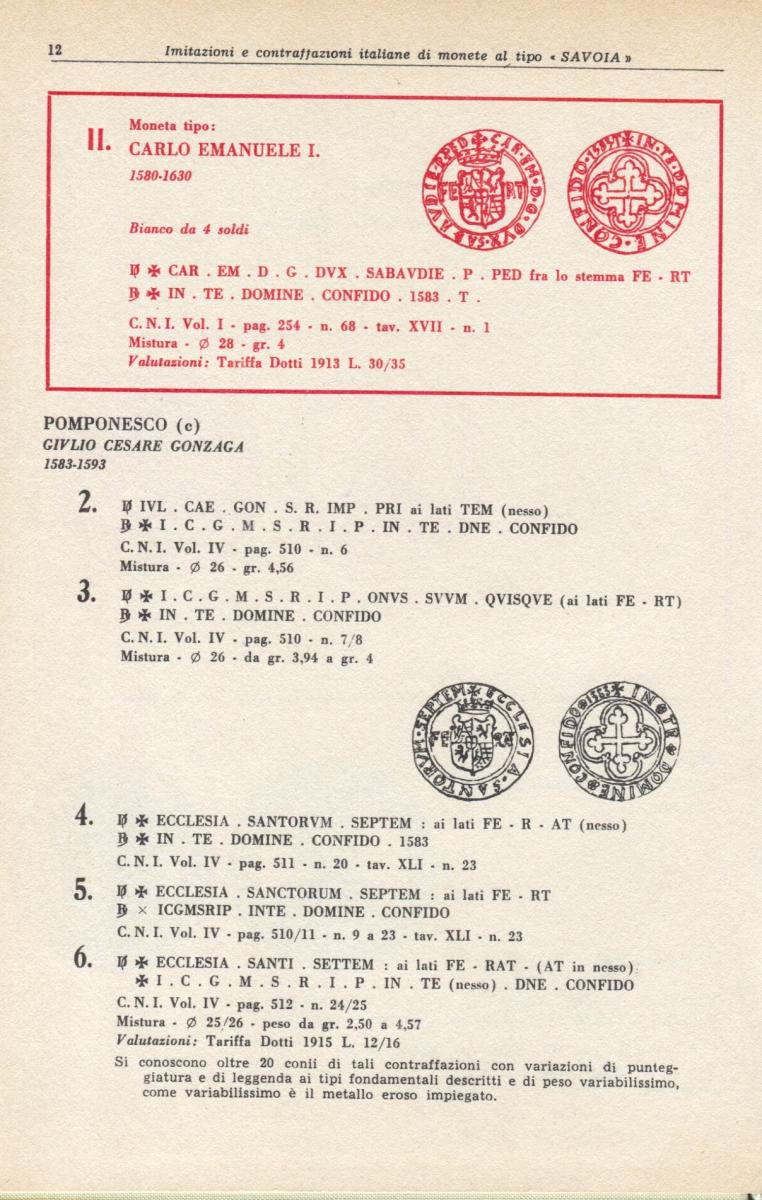 12
Imitazioni e contraffazioni italiane di monete al tipo « SAVOIA »
II.
Moneta tipo:
CARLO EMANUELE I.
1580-1630
Bianco da 4 soldi
✠ CAR . EM . D . G . DVX . SABAVDIE . P . PED fra lo stemma FE - RT
✠ IN . TE . DOMINE . CONFIDO . 1583 . T .
C. N. I. Vol. I - pag. 254 - n. 68 - tav. XVII - n. 1
Mistura - ∅ 28 - gr. 4
Valutazioni: Tariffa Dotti 1913 L. 30/35
POMPONESCO (c)
GIVLIO CESARE GONZAGA
1583-1593
2. IVL . CAE . GON . S. R. IMP . PRI ai lati TEM (nesso)
✠ I . C . G . M . S . R . I . P . IN . TE . DNE . CONFIDO
C. N. I. Vol. IV - pag. 510 - n. 6
Mistura - ∅ 26 - gr. 4,56
3. ✠ I . C . G . M . S . R . I . P . ONVS . SVVM . QVISQVE (ai lati FE - RT)
✠ IN . TE . DOMINE . CONFIDO
C. N. I. Vol. IV - pag. 510 - n. 7/8
Mistura - ∅ 26 - da gr. 3,94 a gr. 4
4. ✠ ECCLESIA . SANTORVM . SEPTEM : ai lati FE - R - AT (nesso)
✠ IN . TE . DOMINE . CONFIDO . 1583
C. N. I. Vol. IV - pag. 511 - n. 20 - tav. XLI - n. 23
5. ✠ ECCLESIA . SANCTORUM . SEPTEM : ai lati FE - RT
× ICGMSRIP . INTE . DOMINE . CONFIDO
C. N. I. Vol. IV - pag. 510/11 - n. 9 a 23 - tav. XLI - n. 23
6. ✠ ECCLESIA . SANTI . SETTEM : ai lati FE - RAT - (AT in nesso)
✠ I . C . G . M . S . R . I . P . IN . TE (nesso) . DNE . CONFIDO
C. N. I. Vol. IV - pag. 512 - n. 24/25
Mistura - ∅ 25/26 - peso da gr. 2,50 a 4,57
Valutazioni: Tariffa Dotti 1915 L. 12/16
Si conoscono oltre 20 conii di tali contraffazioni con variazioni di punteg-
giatura e di leggenda ai tipi fondamentali descritti e di peso variabilissimo,
come variabilissimo è il metallo eroso impiegato.